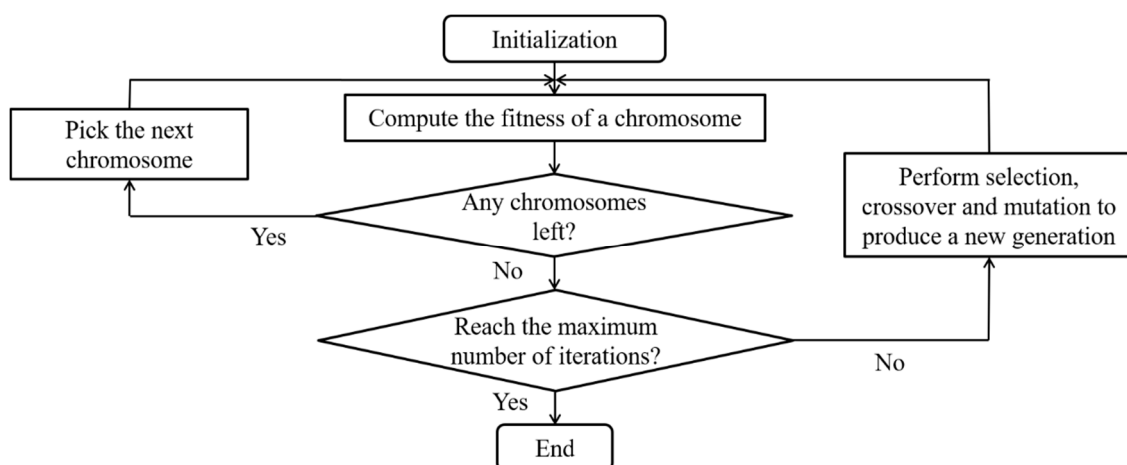 Initialization
Compute the fitness of a chromosome
Pick the next
chromosome
Any chromosomes
left?
Yes
No
Perform selection,
crossover and mutation to
produce a new generation
Reach the maximum
number of iterations?
No
Yes
End